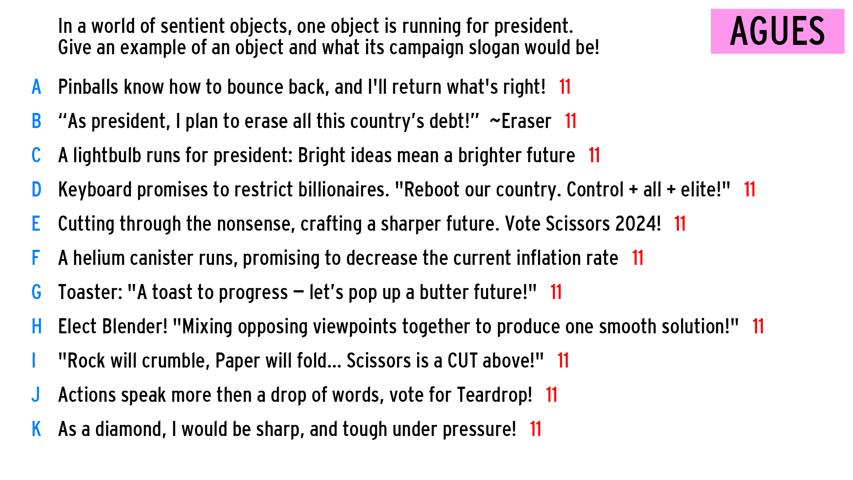 In a world of sentient objects, one object is running for president.
Give an example of an object and what its campaign slogan would be!
AGUES
A Pinballs know how to bounce back, and I'll return what's right! 11
B “As president, I plan to erase all this country’s debt!” ~Eraser 11
C A lightbulb runs for president: Bright ideas mean a brighter future 11
D Keyboard promises to restrict billionaires. "Reboot our country. Control + all + elite!" 11
E Cutting through the nonsense, crafting a sharper future. Vote Scissors 2024! 11
F A helium canister runs, promising to decrease the current inflation rate 11
G Toaster: "A toast to progress – let’s pop up a butter future!" 11
H Elect Blender! "Mixing opposing viewpoints together to produce one smooth solution!" 11
I "Rock will crumble, Paper will fold... Scissors is a CUT above!" 11
J Actions speak more then a drop of words, vote for Teardrop! 11
K As a diamond, I would be sharp, and tough under pressure! 11